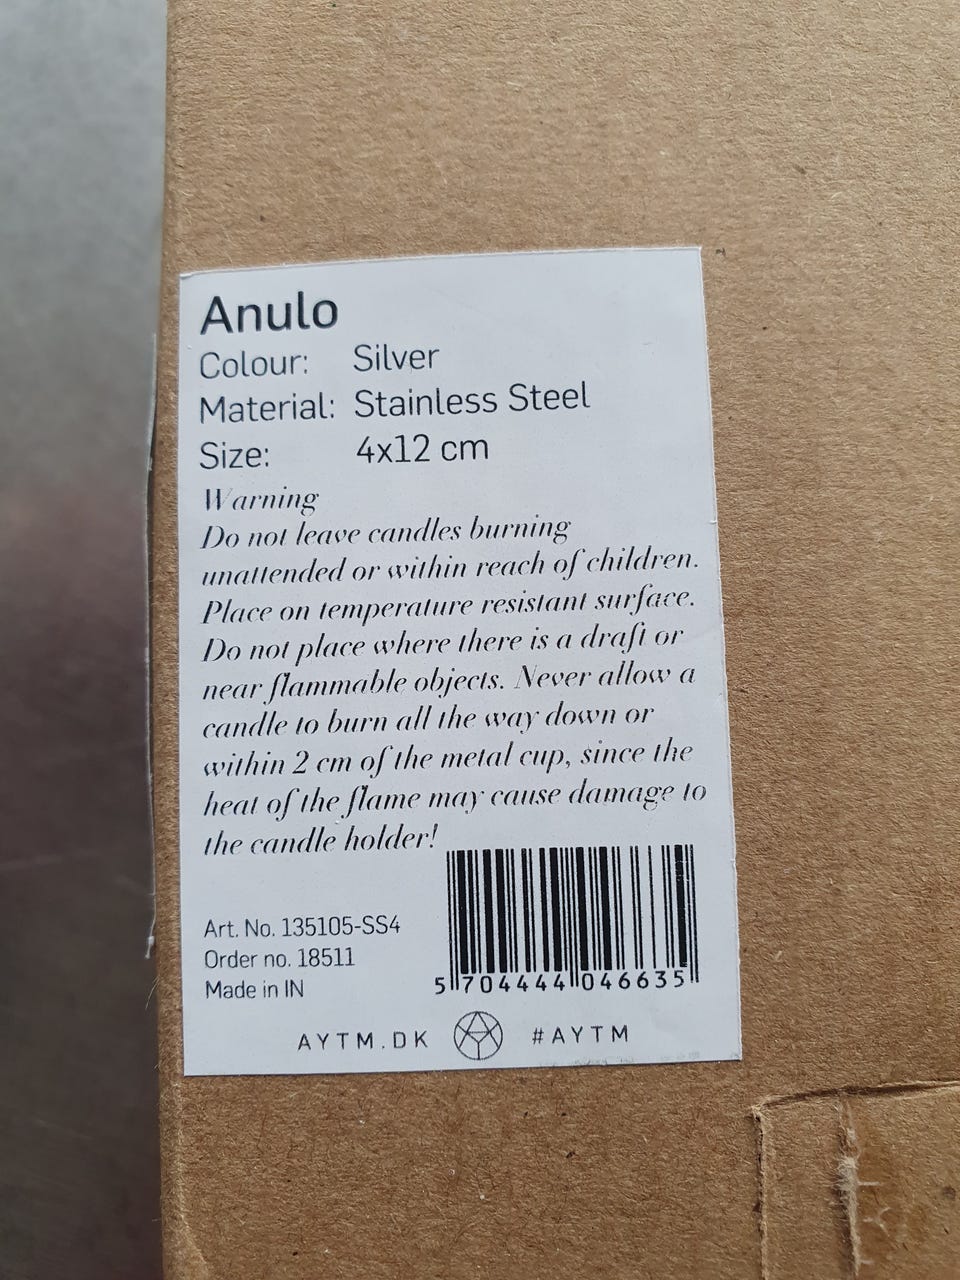 Anulo
Colour: Silver
Material: Stainless Steel
Size: 4x12 cm
Warning
Do not leave candles burning
unattended or within reach of children.
Place on temperature resistant surface.
Do not place where there is a draft or
near flammable objects. Never allow a
candle to burn all the way down or
within 2 cm of the metal cup, since the
heat of the flame may cause damage to
the candle holder!
Art. No. 135105-SS4
Order no. 18511
Made in IN
5 704444 046635
AYTM.DK #AYTM